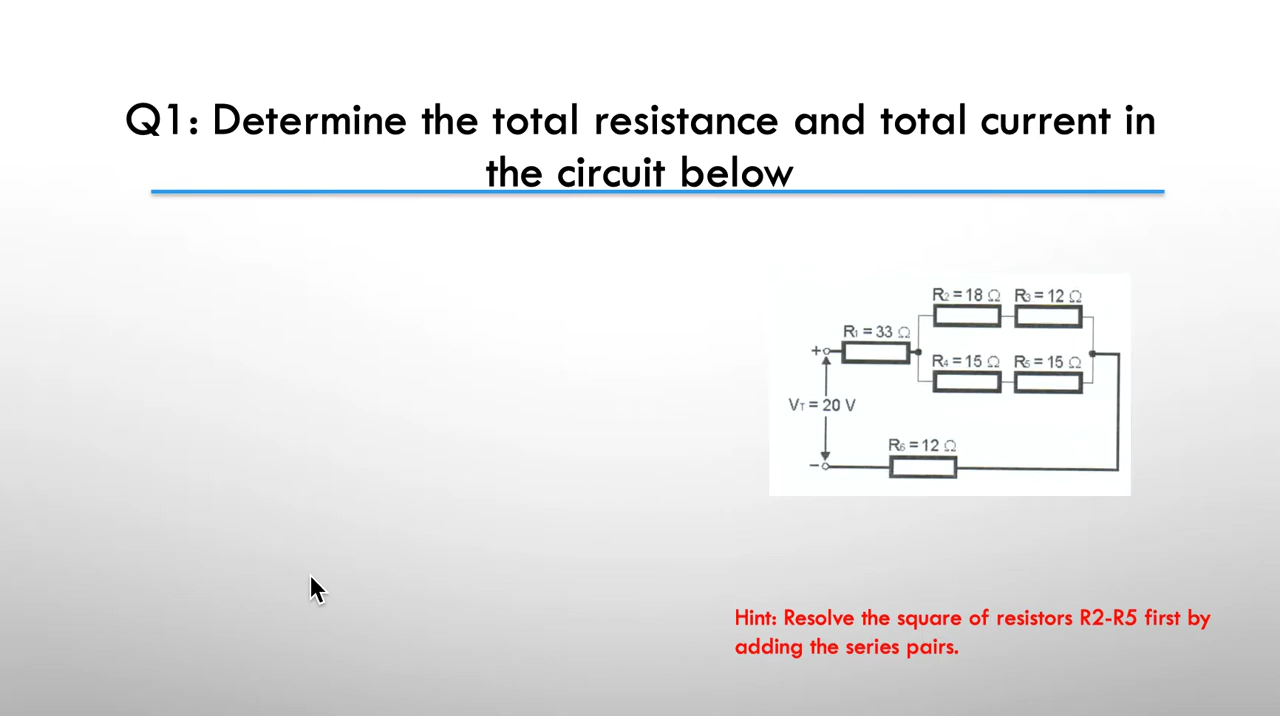 Q1: Determine the total resistance and total current in
the circuit below
R2 = 18 Ω R3 = 12 Ω
R1 = 33 Ω
+
R4 = 15 Ω R5 = 15 Ω
VT = 20 V
R6 = 12 Ω
−
Hint: Resolve the square of resistors R2-R5 first by
adding the series pairs.